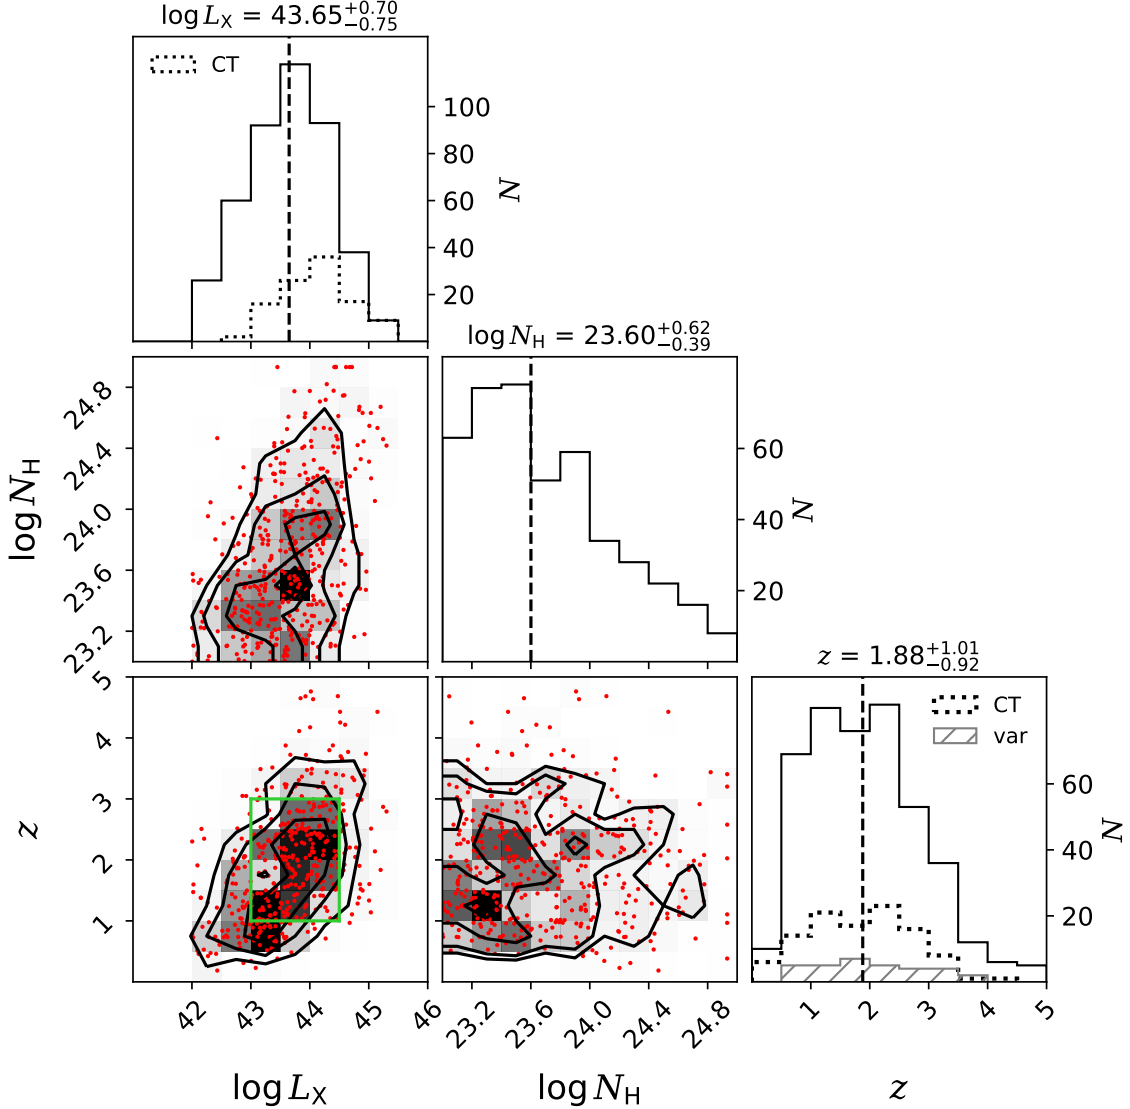 log L_X = 43.65^{+0.70}_{-0.75}
CT
100
80
60
40
20
N
log N_H = 23.60^{+0.62}_{-0.39}
24.8
24.4
24.0
23.6
23.2
log N_H
60
40
20
N
z = 1.88^{+1.01}_{-0.92}
5
4
3
2
1
z
CT
var
60
40
20
N
42
43
44
45
46
23.2
23.6
24.0
24.4
24.8
1
2
3
4
5
log L_X
log N_H
z